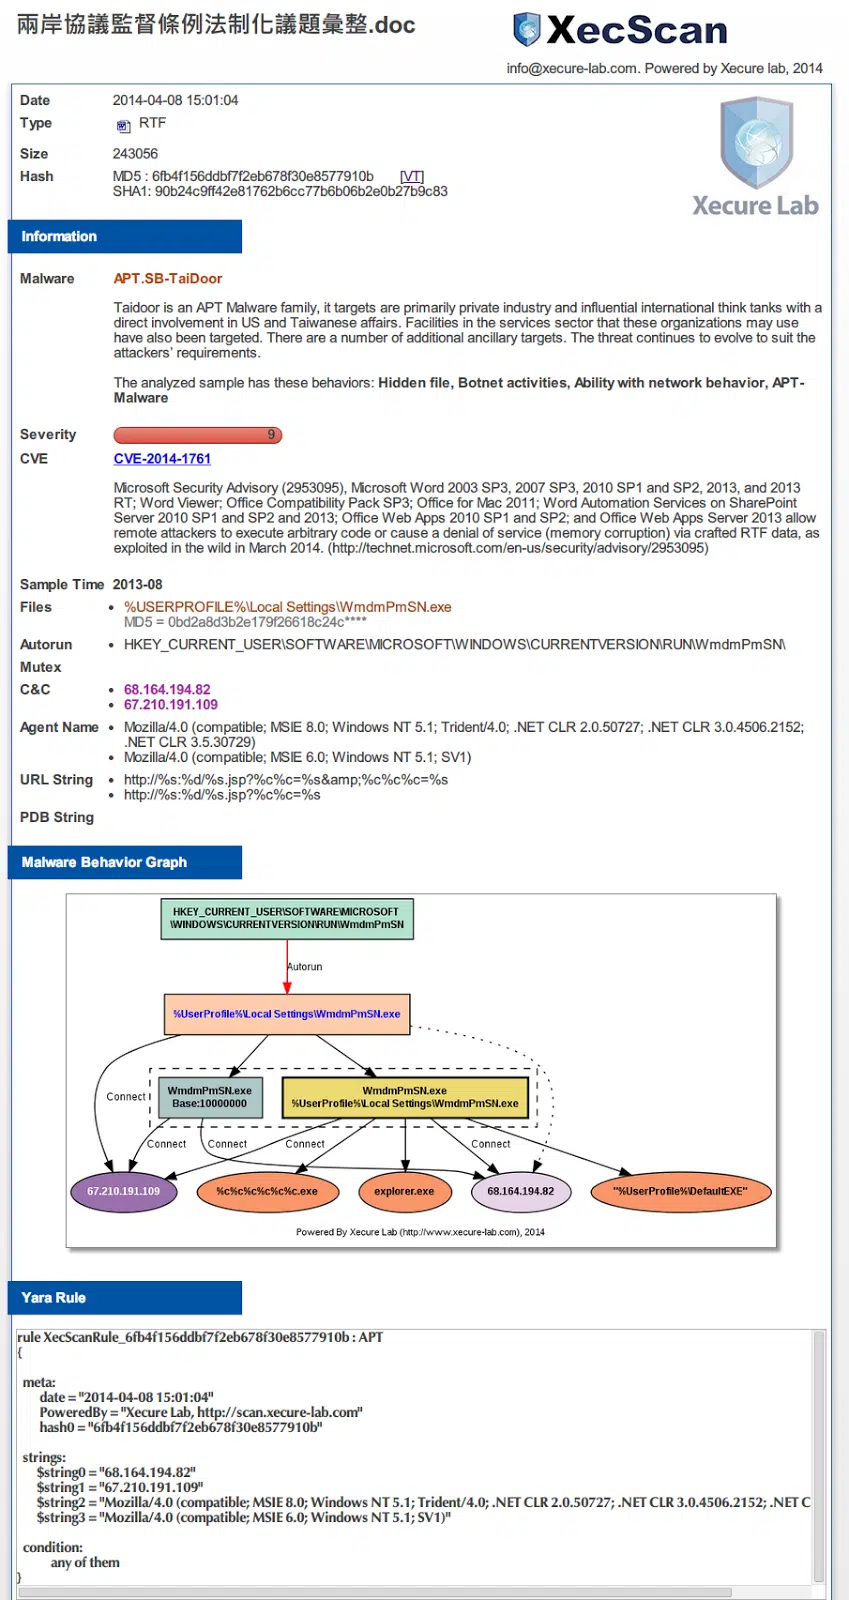 兩岸協議監督條例法制化議題彙整.doc
XecScan
info@xecure-lab.com. Powered by Xecure lab, 2014
Date 2014-04-08 15:01:04
Type RTF
Size 243056
Hash MD5 : 6fb4f156ddbf7f2eb678f30e8577910b [VT]
SHA1: 90b24c9ff42e81762b6cc77b6b06b2e0b27b9c83
Xecure Lab
Information
Malware APT.SB-TaiDoor
Taidoor is an APT Malware family, it targets are primarily private industry and influential international think tanks with a
direct involvement in US and Taiwanese affairs. Facilities in the services sector that these organizations may use
have also been targeted. There are a number of additional ancillary targets. The threat continues to evolve to suit the
attackers' requirements.
The analyzed sample has these behaviors: Hidden file, Botnet activities, Ability with network behavior, APT-
Malware
Severity 9
CVE CVE-2014-1761
Microsoft Security Advisory (2953095), Microsoft Word 2003 SP3, 2007 SP3, 2010 SP1 and SP2, 2013, and 2013
RT; Word Viewer; Office Compatibility Pack SP3; Office for Mac 2011; Word Automation Services on SharePoint
Server 2010 SP1 and SP2 and 2013; Office Web Apps 2010 SP1 and SP2; and Office Web Apps Server 2013 allow
remote attackers to execute arbitrary code or cause a denial of service (memory corruption) via crafted RTF data, as
exploited in the wild in March 2014. (http://technet.microsoft.com/en-us/security/advisory/2953095)
Sample Time 2013-08
Files • %USERPROFILE%\Local Settings\WmdmPmSN.exe
MD5 = 0bd2a8d3b2e179f26618c24c****
Autorun • HKEY_CURRENT_USER\SOFTWARE\MICROSOFT\WINDOWS\CURRENTVERSION\RUN\WmdmPmSN\
Mutex
C&C • 68.164.194.82
• 67.210.191.109
Agent Name • Mozilla/4.0 (compatible; MSIE 8.0; Windows NT 5.1; Trident/4.0; .NET CLR 2.0.50727; .NET CLR 3.0.4506.2152;
.NET CLR 3.5.30729)
• Mozilla/4.0 (compatible; MSIE 6.0; Windows NT 5.1; SV1)
URL String • http://%s:%d/%s.jsp?%c%c=%s&amp;%c%c%c=%s
• http://%s:%d/%s.jsp?%c%c=%s
PDB String
Malware Behavior Graph
HKEY_CURRENT_USER\SOFTWARE\MICROSOFT
\WINDOWS\CURRENTVERSION\RUN\WmdmPmSN
Autorun
%UserProfile%\Local Settings\WmdmPmSN.exe
Connect
WmdmPmSN.exe
Base:10000000
WmdmPmSN.exe
%UserProfile%\Local Settings\WmdmPmSN.exe
Connect Connect Connect Connect
67.210.191.109 %c%c%c%c%c%c.exe explorer.exe 68.164.194.82 "%UserProfile%\DefaultEXE"
Powered By Xecure Lab (http://www.xecure-lab.com), 2014
Yara Rule
rule XecScanRule_6fb4f156ddbf7f2eb678f30e8577910b : APT
{
meta:
date = "2014-04-08 15:01:04"
PoweredBy = "Xecure Lab, http://scan.xecure-lab.com"
hash0 = "6fb4f156ddbf7f2eb678f30e8577910b"
strings:
$string0 = "68.164.194.82"
$string1 = "67.210.191.109"
$string2 = "Mozilla/4.0 (compatible; MSIE 8.0; Windows NT 5.1; Trident/4.0; .NET CLR 2.0.50727; .NET CLR 3.0.4506.2152; .NET C
$string3 = "Mozilla/4.0 (compatible; MSIE 6.0; Windows NT 5.1; SV1)"
condition:
any of them
}